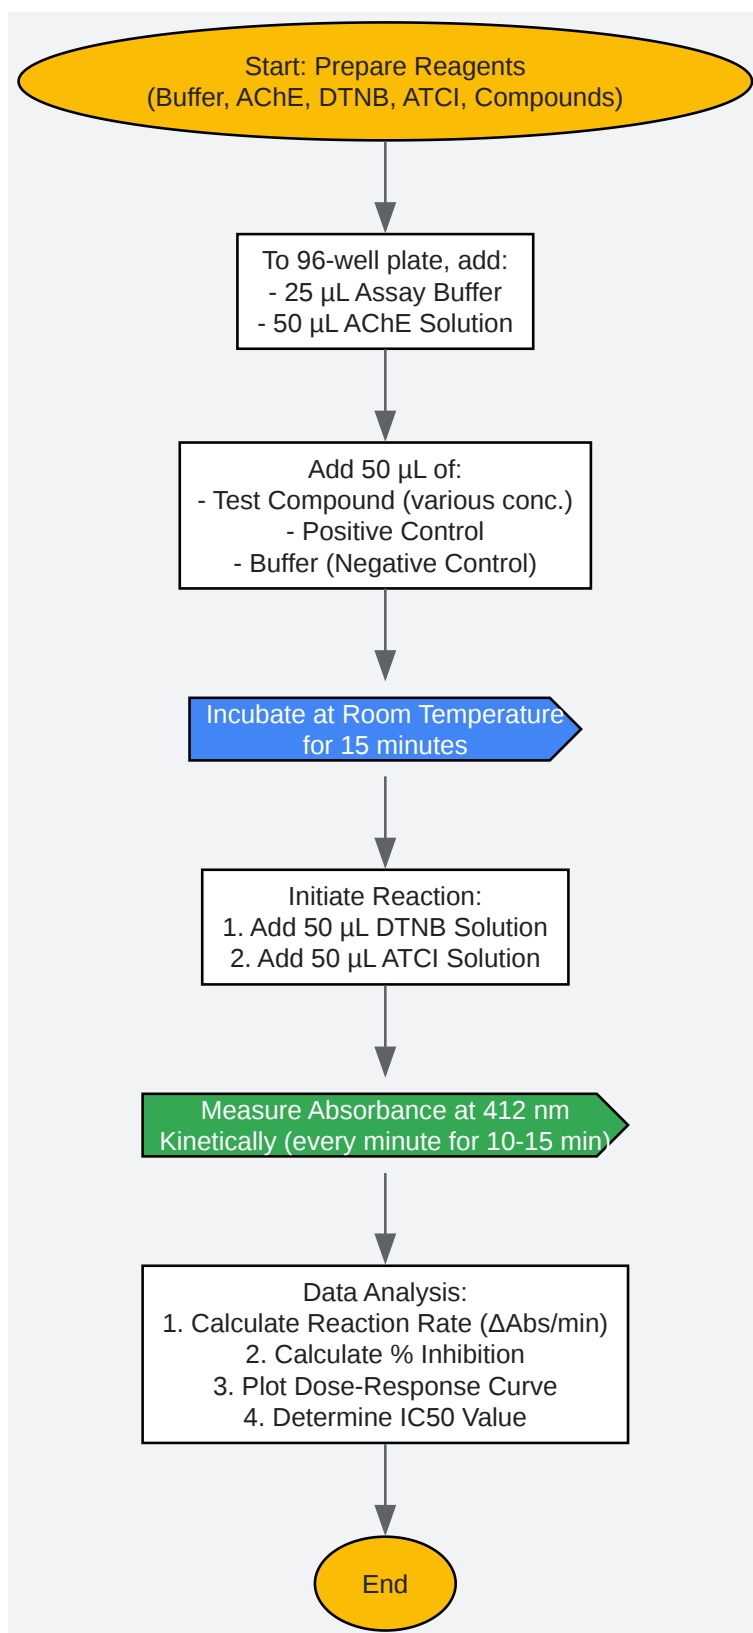 Start: Prepare Reagents
(Buffer, AChE, DTNB, ATCI, Compounds)
To 96-well plate, add:
- 25 µL Assay Buffer
- 50 µL AChE Solution
Add 50 µL of:
- Test Compound (various conc.)
- Positive Control
- Buffer (Negative Control)
Incubate at Room Temperature
for 15 minutes
Initiate Reaction:
1. Add 50 µL DTNB Solution
2. Add 50 µL ATCI Solution
Measure Absorbance at 412 nm
Kinetically (every minute for 10-15 min)
Data Analysis:
1. Calculate Reaction Rate (ΔAbs/min)
2. Calculate % Inhibition
3. Plot Dose-Response Curve
4. Determine IC50 Value
End